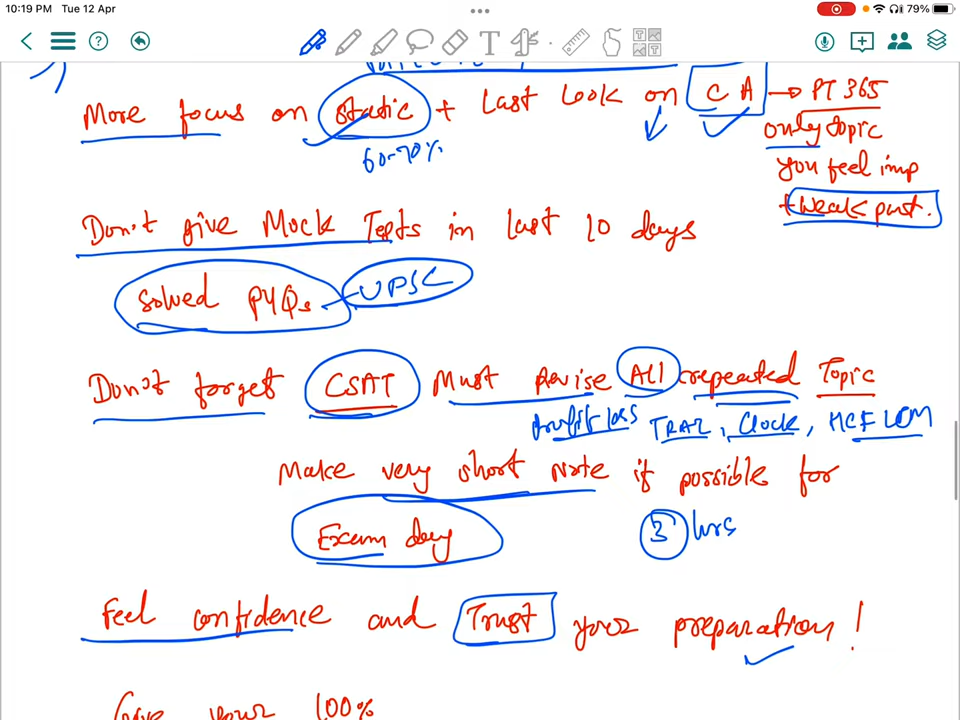 10:19 PM Tue 12 Apr
79%
More focus on Static + Last Look on CA → PT 365
60-70%
only topic
you feel imp
+ Weak part.
Don't give Mock Tests in last 10 days
Solved PYQs - UPSC
Don't forget CSAT Must Revise All repeated Topic
Profit loss TRAZ, Clock, HCF LCM
Make very short Note if possible for
Exam day 3 hrs
Feel confidence and Trust your preparation!
Give your 100%